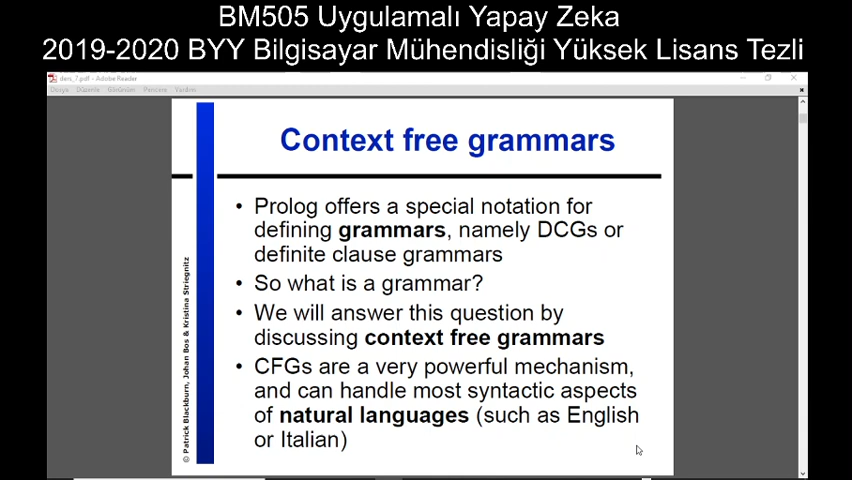 BM505 Uygulamalı Yapay Zeka
2019-2020 BYY Bilgisayar Mühendisliği Yüksek Lisans Tezli
ders_7.pdf - Adobe Reader
Dosya Düzenle Görünüm Pencere Yardım
Context free grammars
• Prolog offers a special notation for
defining grammars, namely DCGs or
definite clause grammars
• So what is a grammar?
• We will answer this question by
discussing context free grammars
• CFGs are a very powerful mechanism,
and can handle most syntactic aspects
of natural languages (such as English
or Italian)
© Patrick Blackburn, Johan Bos & Kristina Striegnitz